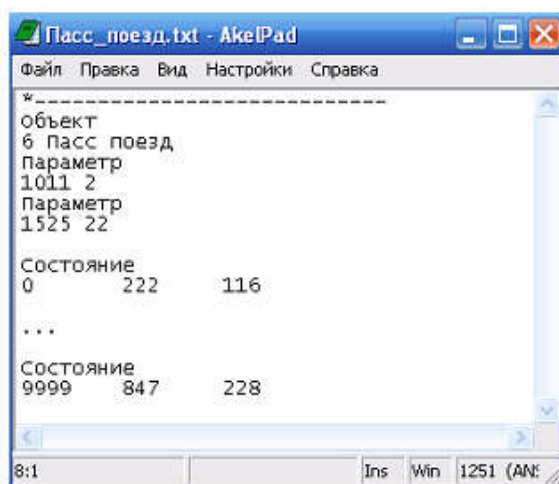 Пасс_поезд.txt - AkelPad
Файл Правка Вид Настройки Справка
*----------------------------
Объект
6 Пасс поезд
Параметр
1011 2
Параметр
1525 22
Состояние
0 222 116
...
Состояние
9999 847 228
8:1 Ins Win 1251 (ANS